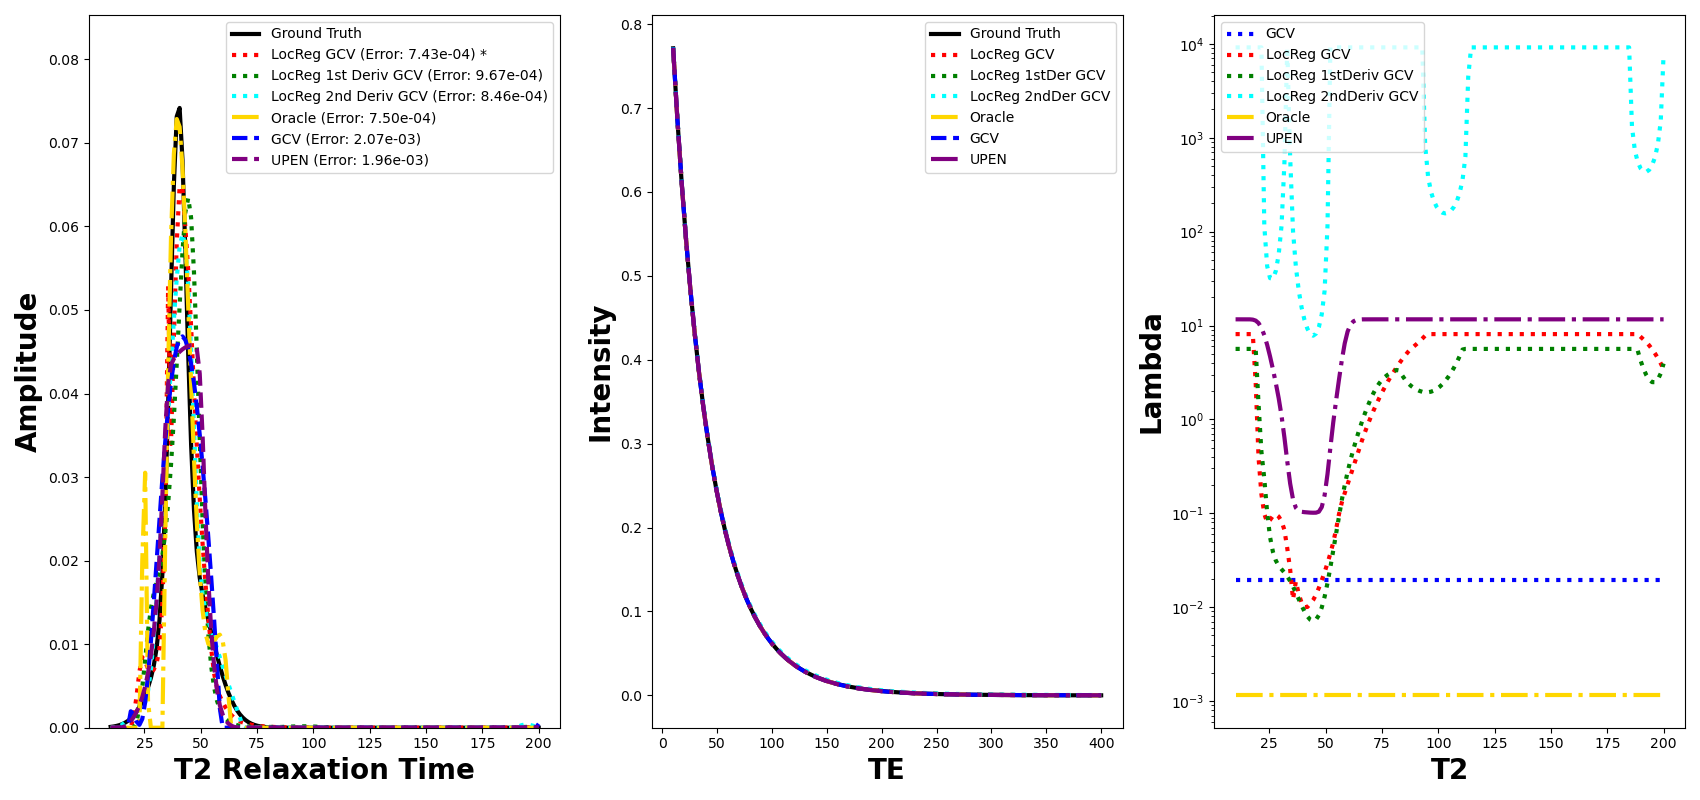 Amplitude
0.08
0.07
0.06
0.05
0.04
0.03
0.02
0.01
0.00
25 50 75 100 125 150 175 200
T2 Relaxation Time
Ground Truth
LocReg GCV (Error: 7.43e-04) *
LocReg 1st Deriv GCV (Error: 9.67e-04)
LocReg 2nd Deriv GCV (Error: 8.46e-04)
Oracle (Error: 7.50e-04)
GCV (Error: 2.07e-03)
UPEN (Error: 1.96e-03)
Intensity
0.8
0.7
0.6
0.5
0.4
0.3
0.2
0.1
0.0
0 50 100 150 200 250 300 350 400
TE
Ground Truth
LocReg GCV
LocReg 1stDer GCV
LocReg 2ndDer GCV
Oracle
GCV
UPEN
Lambda
10⁴
10³
10²
10¹
10⁰
10⁻¹
10⁻²
10⁻³
25 50 75 100 125 150 175 200
T2
GCV
LocReg GCV
LocReg 1stDeriv GCV
LocReg 2ndDeriv GCV
Oracle
UPEN